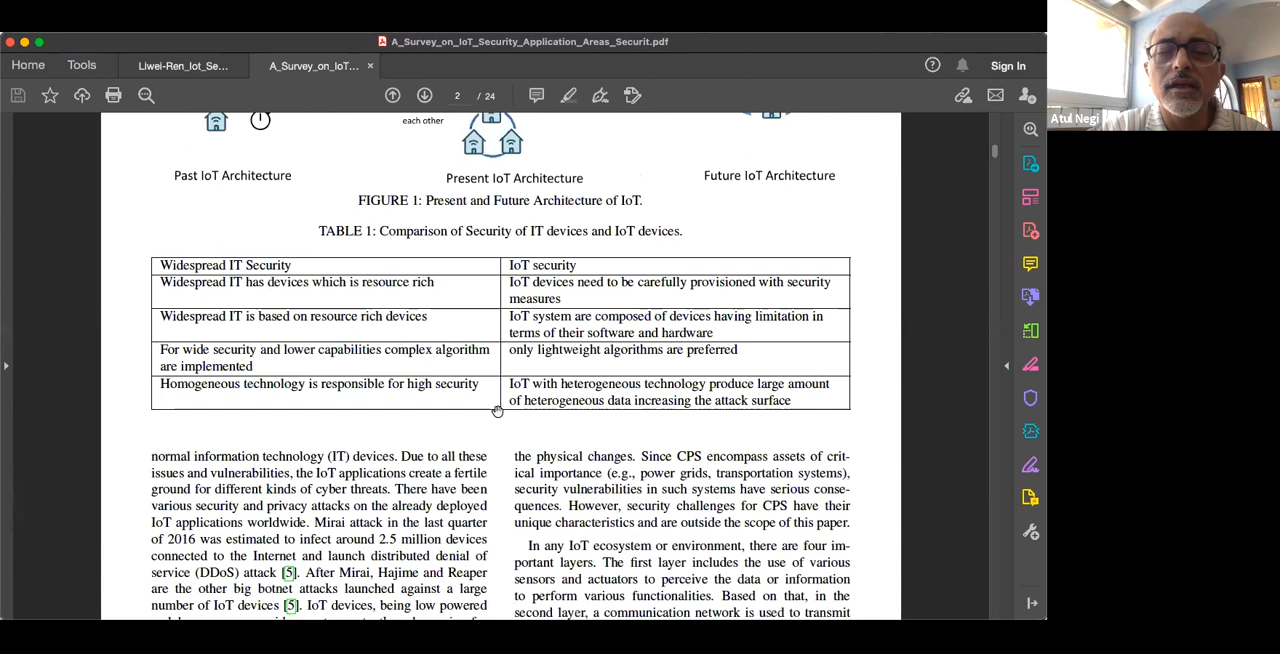 A_Survey_on_IoT_Security_Application_Areas_Securit.pdf
Home
Tools
Liwei-Ren_Iot_Se...
A_Survey_on_IoT... ×
Sign In
2 / 24
Atul Negi
each other
Past IoT Architecture
Present IoT Architecture
Future IoT Architecture
FIGURE 1: Present and Future Architecture of IoT.
TABLE 1: Comparison of Security of IT devices and IoT devices.
Widespread IT Security
IoT security
Widespread IT has devices which is resource rich
IoT devices need to be carefully provisioned with security
measures
Widespread IT is based on resource rich devices
IoT system are composed of devices having limitation in
terms of their software and hardware
For wide security and lower capabilities complex algorithm
are implemented
only lightweight algorithms are preferred
Homogeneous technology is responsible for high security
IoT with heterogeneous technology produce large amount
of heterogeneous data increasing the attack surface
normal information technology (IT) devices. Due to all these
issues and vulnerabilities, the IoT applications create a fertile
ground for different kinds of cyber threats. There have been
various security and privacy attacks on the already deployed
IoT applications worldwide. Mirai attack in the last quarter
of 2016 was estimated to infect around 2.5 million devices
connected to the Internet and launch distributed denial of
service (DDoS) attack [5]. After Mirai, Hajime and Reaper
are the other big botnet attacks launched against a large
number of IoT devices [5]. IoT devices, being low powered
the physical changes. Since CPS encompass assets of crit-
ical importance (e.g., power grids, transportation systems),
security vulnerabilities in such systems have serious conse-
quences. However, security challenges for CPS have their
unique characteristics and are outside the scope of this paper.
In any IoT ecosystem or environment, there are four im-
portant layers. The first layer includes the use of various
sensors and actuators to perceive the data or information
to perform various functionalities. Based on that, in the
second layer, a communication network is used to transmit